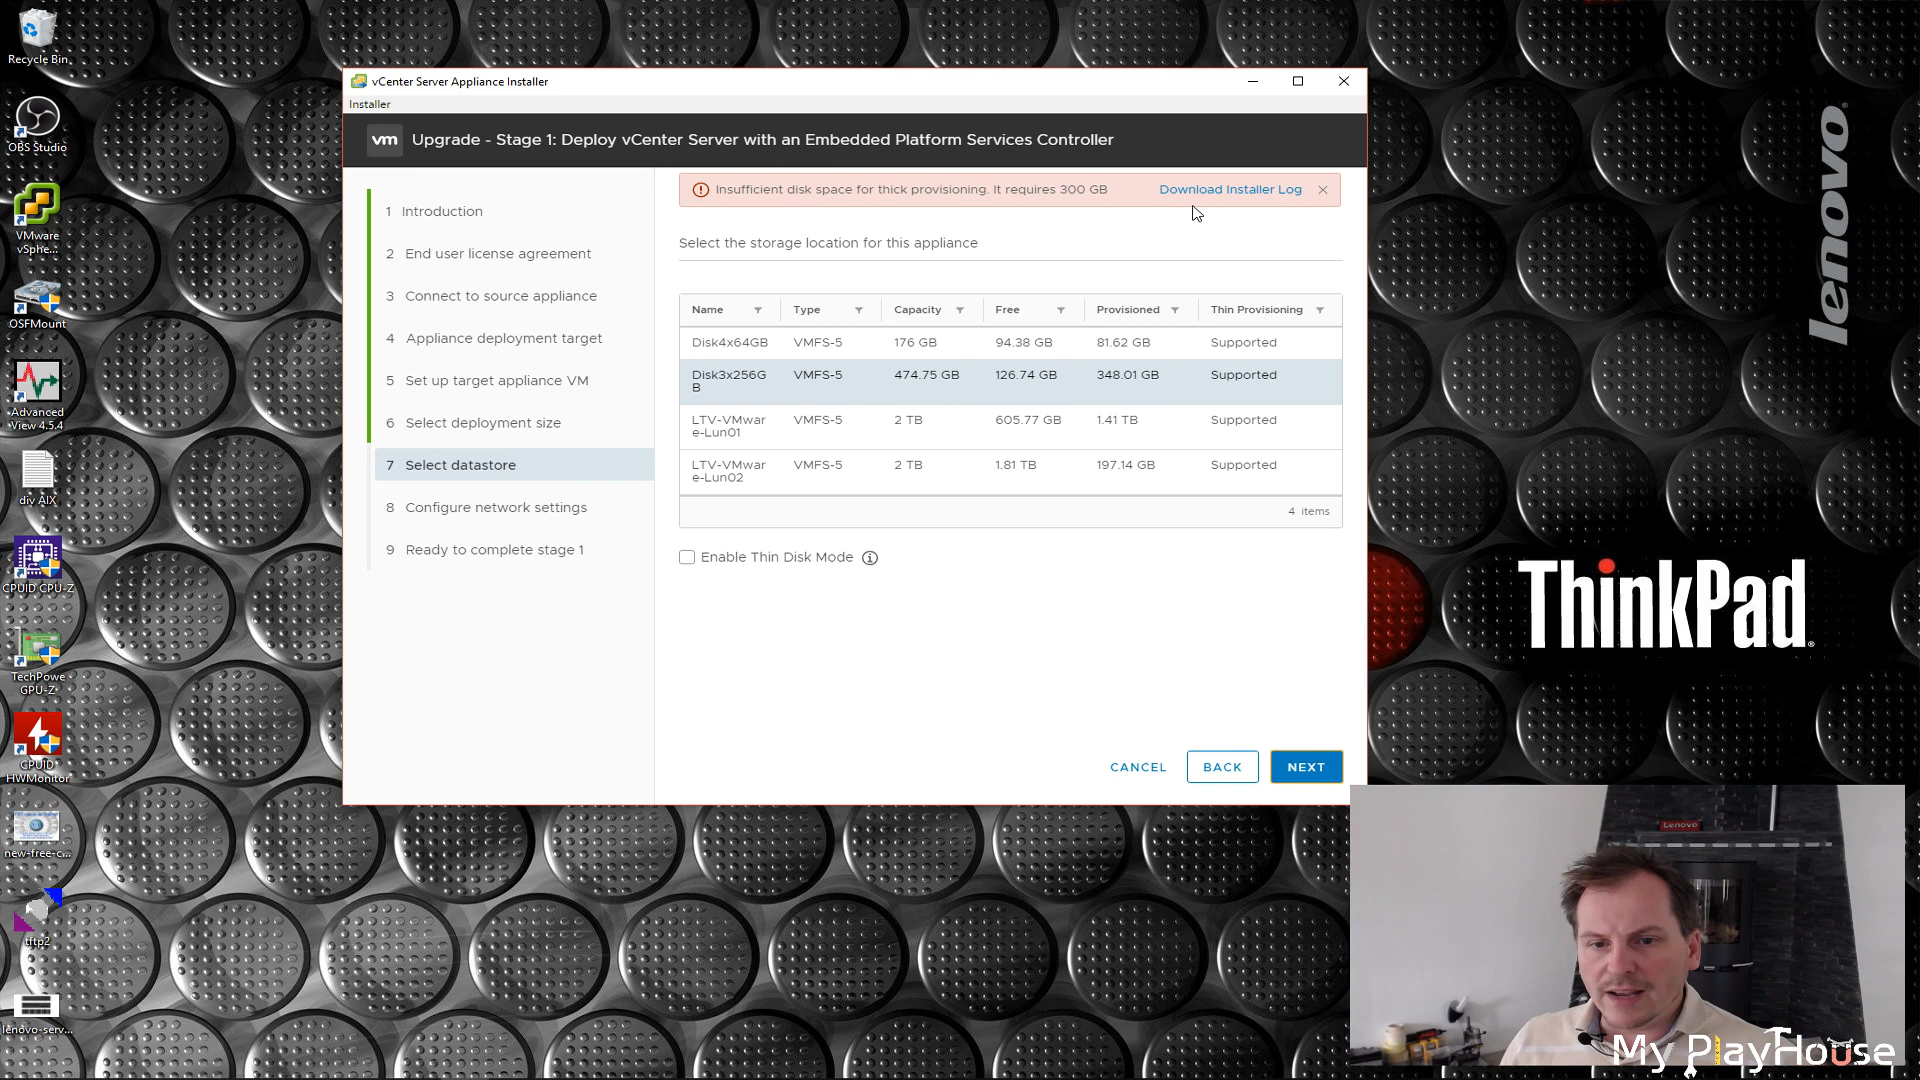 Recycle Bin
OBS Studio
VMware
vSphe...
OSFMount
Advanced
View 4.5.4
div AIX
CPUID CPU-Z
TechPowe
GPU-Z
CPUID
HWMonitor
new-free-c...
tftp2
lenovo-serv...
vCenter Server Appliance Installer
Installer
vm Upgrade - Stage 1: Deploy vCenter Server with an Embedded Platform Services Controller
1 Introduction
2 End user license agreement
3 Connect to source appliance
4 Appliance deployment target
5 Set up target appliance VM
6 Select deployment size
7 Select datastore
8 Configure network settings
9 Ready to complete stage 1
Insufficient disk space for thick provisioning. It requires 300 GB Download Installer Log
Select the storage location for this appliance
Name Type Capacity Free Provisioned Thin Provisioning
Disk4x64GB VMFS-5 176 GB 94.38 GB 81.62 GB Supported
Disk3x256G VMFS-5 474.75 GB 126.74 GB 348.01 GB Supported
B
LTV-VMwar VMFS-5 2 TB 605.77 GB 1.41 TB Supported
e-Lun01
LTV-VMwar VMFS-5 2 TB 1.81 TB 197.14 GB Supported
e-Lun02
4 items
Enable Thin Disk Mode
CANCEL BACK NEXT
lenovo
ThinkPad
Lenovo
My PlayHouse